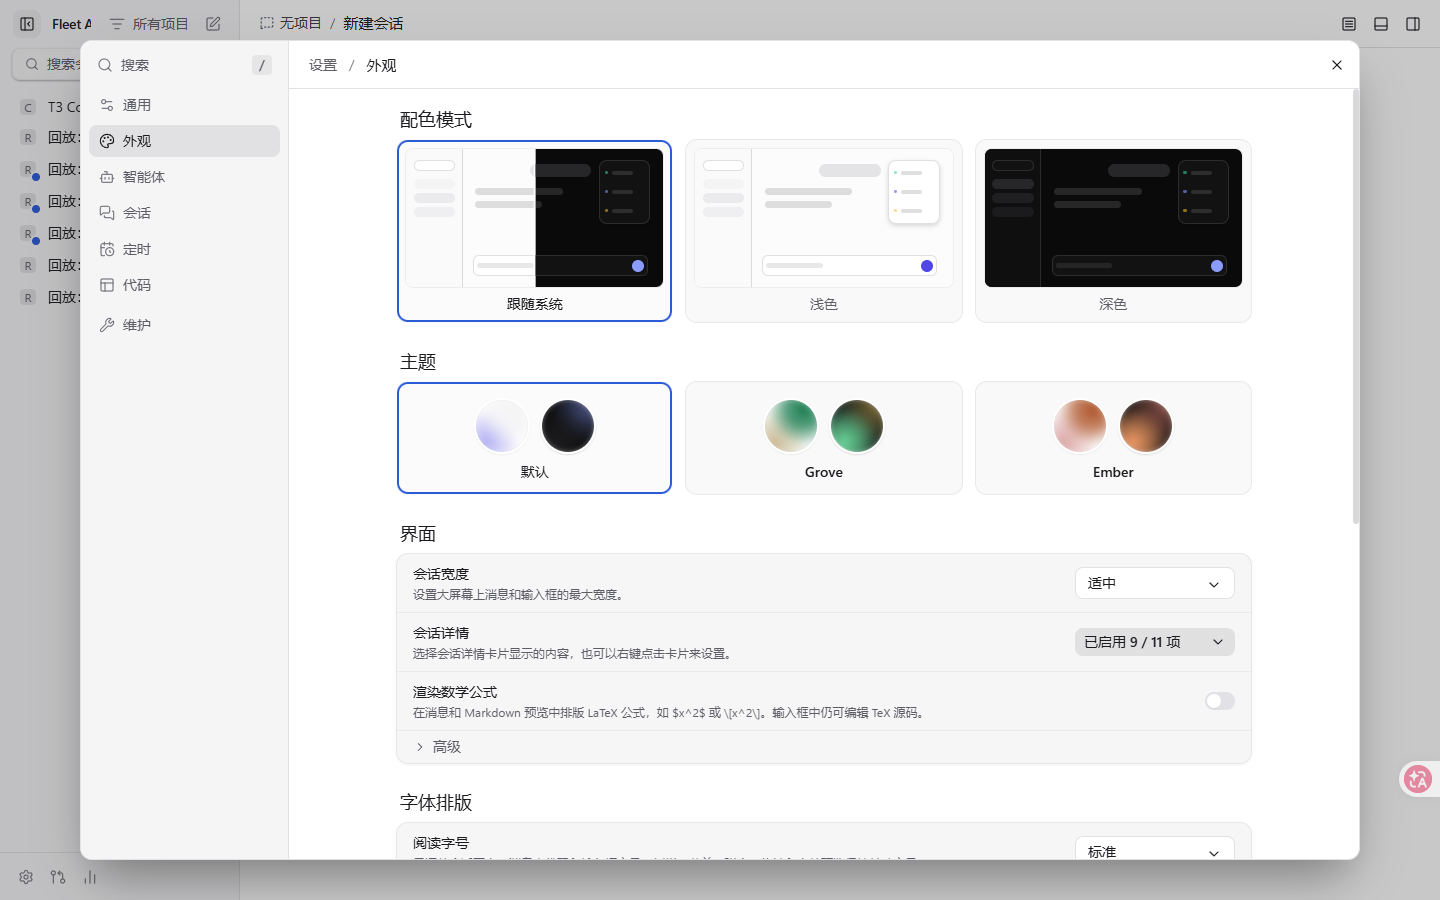 Fleet
所有项目
无项目 / 新建会话
搜索
搜索
/
设置 / 外观
C T3
R 回放:
R 回放:
R 回放:
R 回放:
R 回放:
R 回放:
通用
外观
智能体
会话
定时
代码
维护
配色模式
跟随系统
浅色
深色
主题
默认
Grove
Ember
界面
会话宽度
设置大屏幕上消息和输入框的最大宽度。
适中
会话详情
选择会话详情卡片显示的内容，也可以右键点击卡片来设置。
已启用 9 / 11 项
渲染数学公式
在消息和 Markdown 预览中排版 LaTeX 公式，如 $x^2$ 或 \[x^2\]。输入框中仍可编辑 TeX 源码。
高级
字体排版
阅读字号
标准